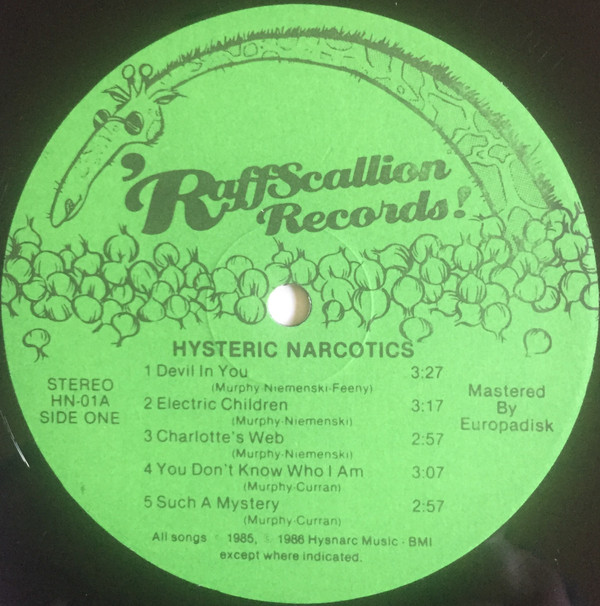 'RaffScallion
Records!
HYSTERIC NARCOTICS
STEREO
HN-01A
SIDE ONE
1 Devil In You 3:27
(Murphy-Niemenski-Feeny)
2 Electric Children 3:17
(Murphy-Niemenski)
3 Charlotte's Web 2:57
(Murphy-Niemenski)
4 You Don't Know Who I Am 3:07
(Murphy-Curran)
5 Such A Mystery 2:57
(Murphy-Curran)
Mastered
By
Europadisk
All songs © 1985, © 1986 Hysnarc Music - BMI
except where indicated.